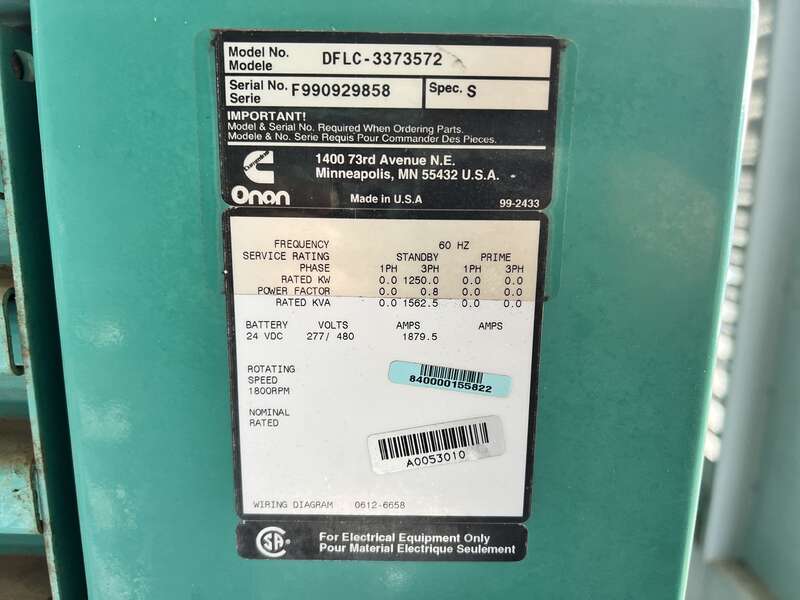 Model No. DFLC-3373572
Modele
Serial No. F990929858 Spec. S
Serie
IMPORTANT!
Model & Serial No. Required When Ordering Parts.
Modele & No. Serie Requis Pour Commander Des Pieces.
Cummins
Onan
1400 73rd Avenue N.E.
Minneapolis, MN 55432 U.S.A.
Made in U.S.A
99-2433
FREQUENCY 60 HZ
SERVICE RATING STANDBY PRIME
PHASE 1PH 3PH 1PH 3PH
RATED KW 0.0 1250.0 0.0 0.0
POWER FACTOR 0.0 0.8 0.0 0.0
RATED KVA 0.0 1562.5 0.0 0.0
BATTERY VOLTS AMPS AMPS
24 VDC 277/ 480 1879.5
ROTATING
SPEED
1800RPM
840000155822
NOMINAL
RATED
A0053010
WIRING DIAGRAM 0612-6658
SA
For Electrical Equipment Only
Pour Material Electrique Seulement